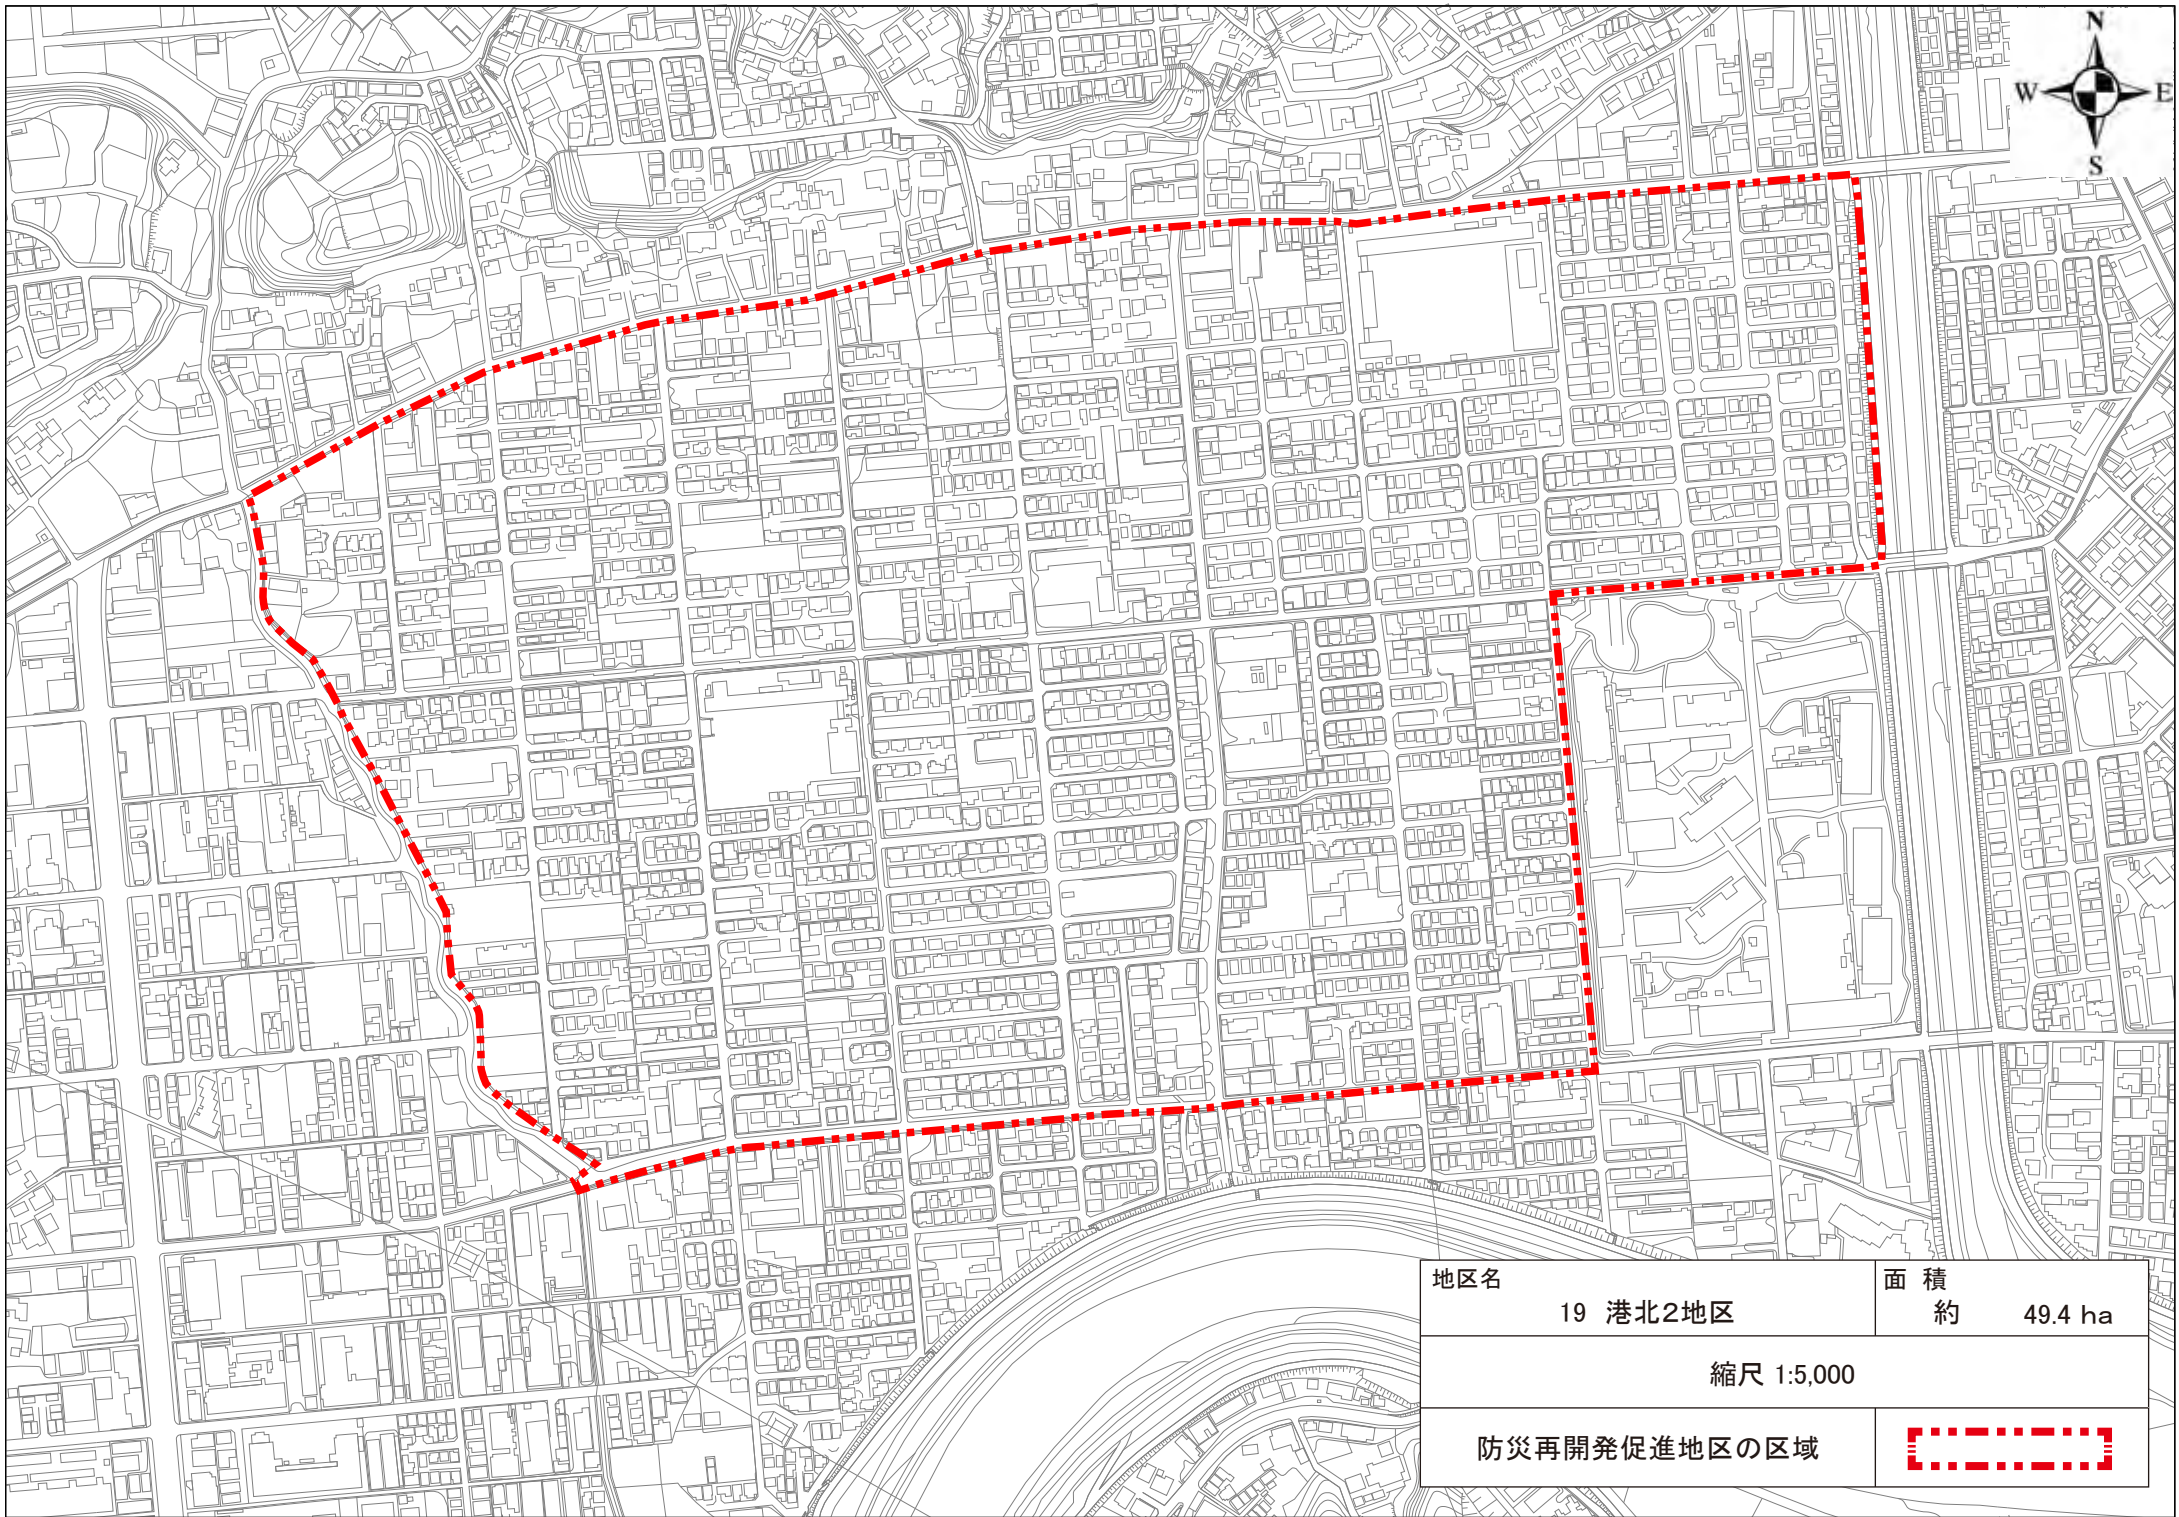 N
W E
S
地区名
19 港北2地区
面 積
約 49.4 ha
縮尺 1:5,000
防災再開発促進地区の区域